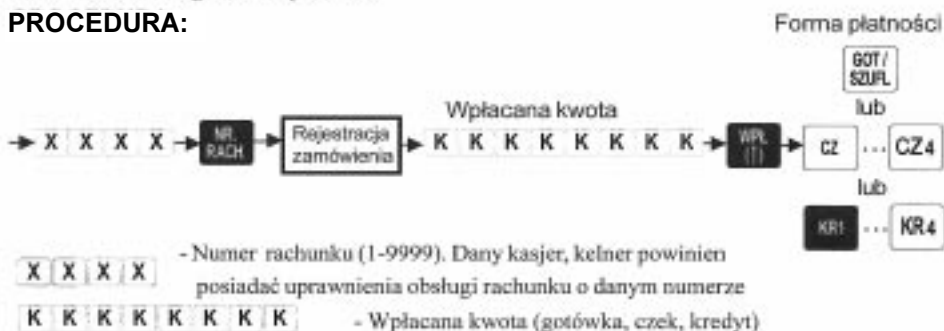 PROCEDURA:
Forma płatności
GOT/
SZUFL
lub
Wpłacana kwota
X X X X NR. RACH Rejestracja zamówienia K K K K K K K K WPŁ (!) CZ ... CZ4
lub
KR1 ... KR4
X X X X - Numer rachunku (1-9999). Dany kasjer, kelner powinien
posiadać uprawnienia obsługi rachunku o danym numerze
K K K K K K K K - Wpłacana kwota (gotówka, czek, kredyt)